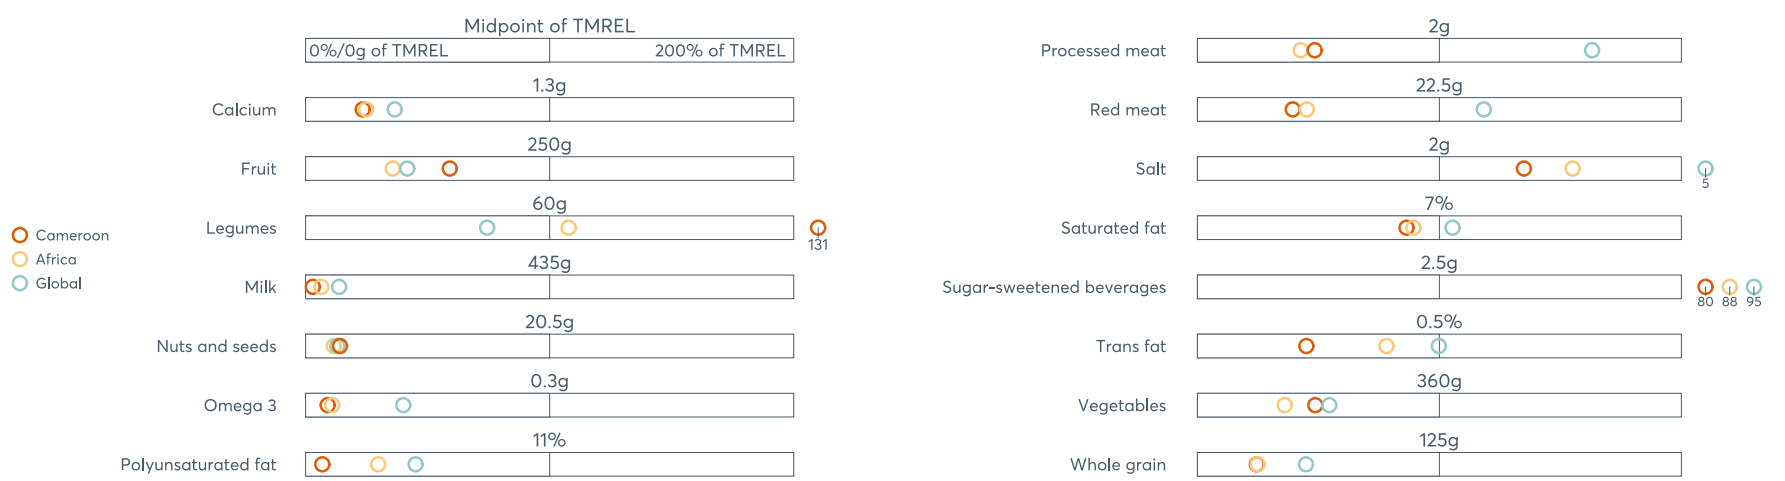 Midpoint of TMREL
0%/0g of TMREL 200% of TMREL
1.3g
Calcium
250g
Fruit
60g
Legumes
131
435g
Milk
20.5g
Nuts and seeds
0.3g
Omega 3
11%
Polyunsaturated fat
Cameroon
Africa
Global
2g
Processed meat
22.5g
Red meat
2g
Salt
5
7%
Saturated fat
2.5g
Sugar-sweetened beverages
80 88 95
0.5%
Trans fat
360g
Vegetables
125g
Whole grain